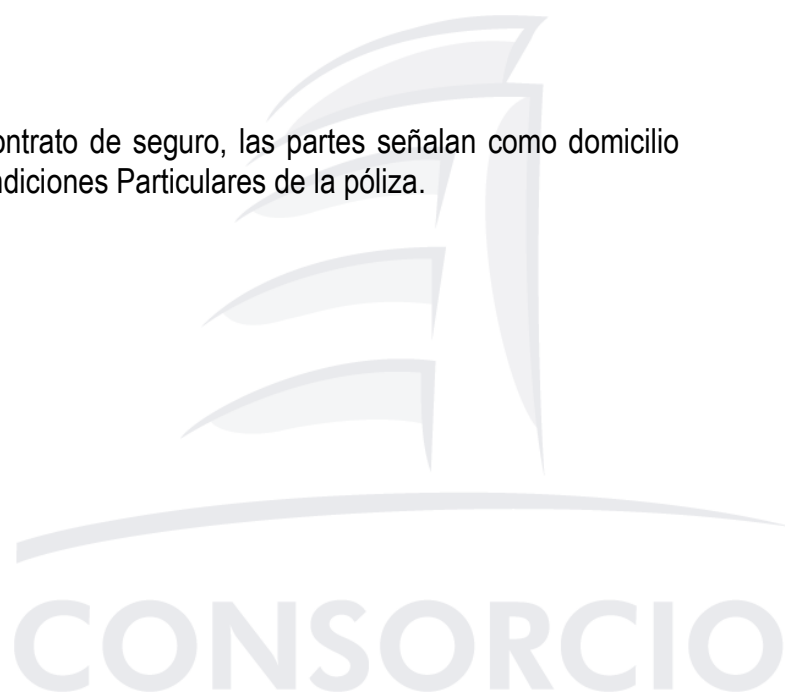 ontrato de seguro, las partes señalan como domicilio
ndiciones Particulares de la póliza.
CONSORCIO